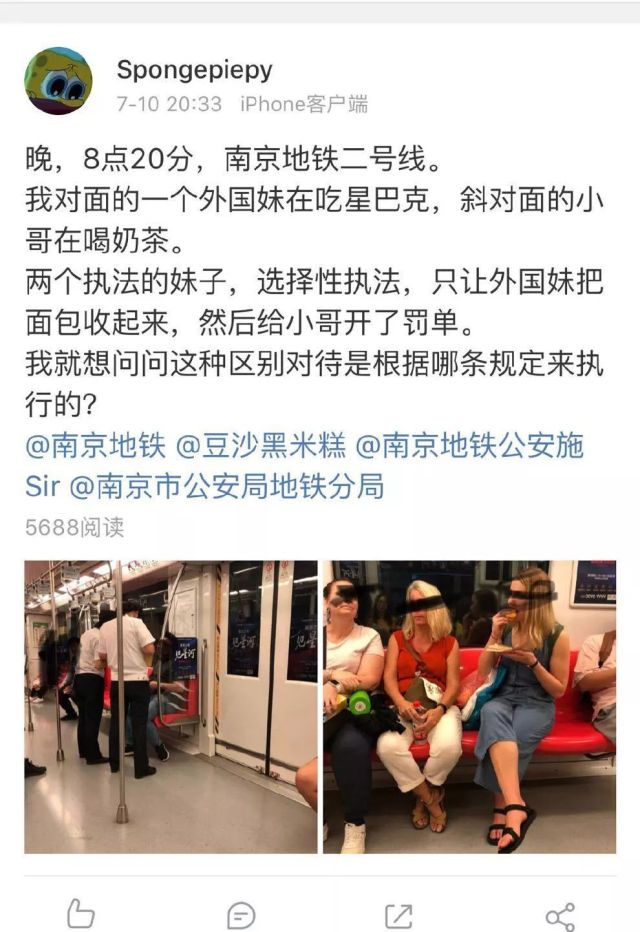 Spongepiepy
7-10 20:33 iPhone客户端
晚，8点20分，南京地铁二号线。
我对面的一个外国妹在吃星巴克，斜对面的小
哥在喝奶茶。
两个执法的妹子，选择性执法，只让外国妹把
面包收起来，然后给小哥开了罚单。
我就想问问这种区别对待是根据哪条规定来执
行的？
@南京地铁 @豆沙黑米糕 @南京地铁公安施
Sir @南京市公安局地铁分局
5688阅读